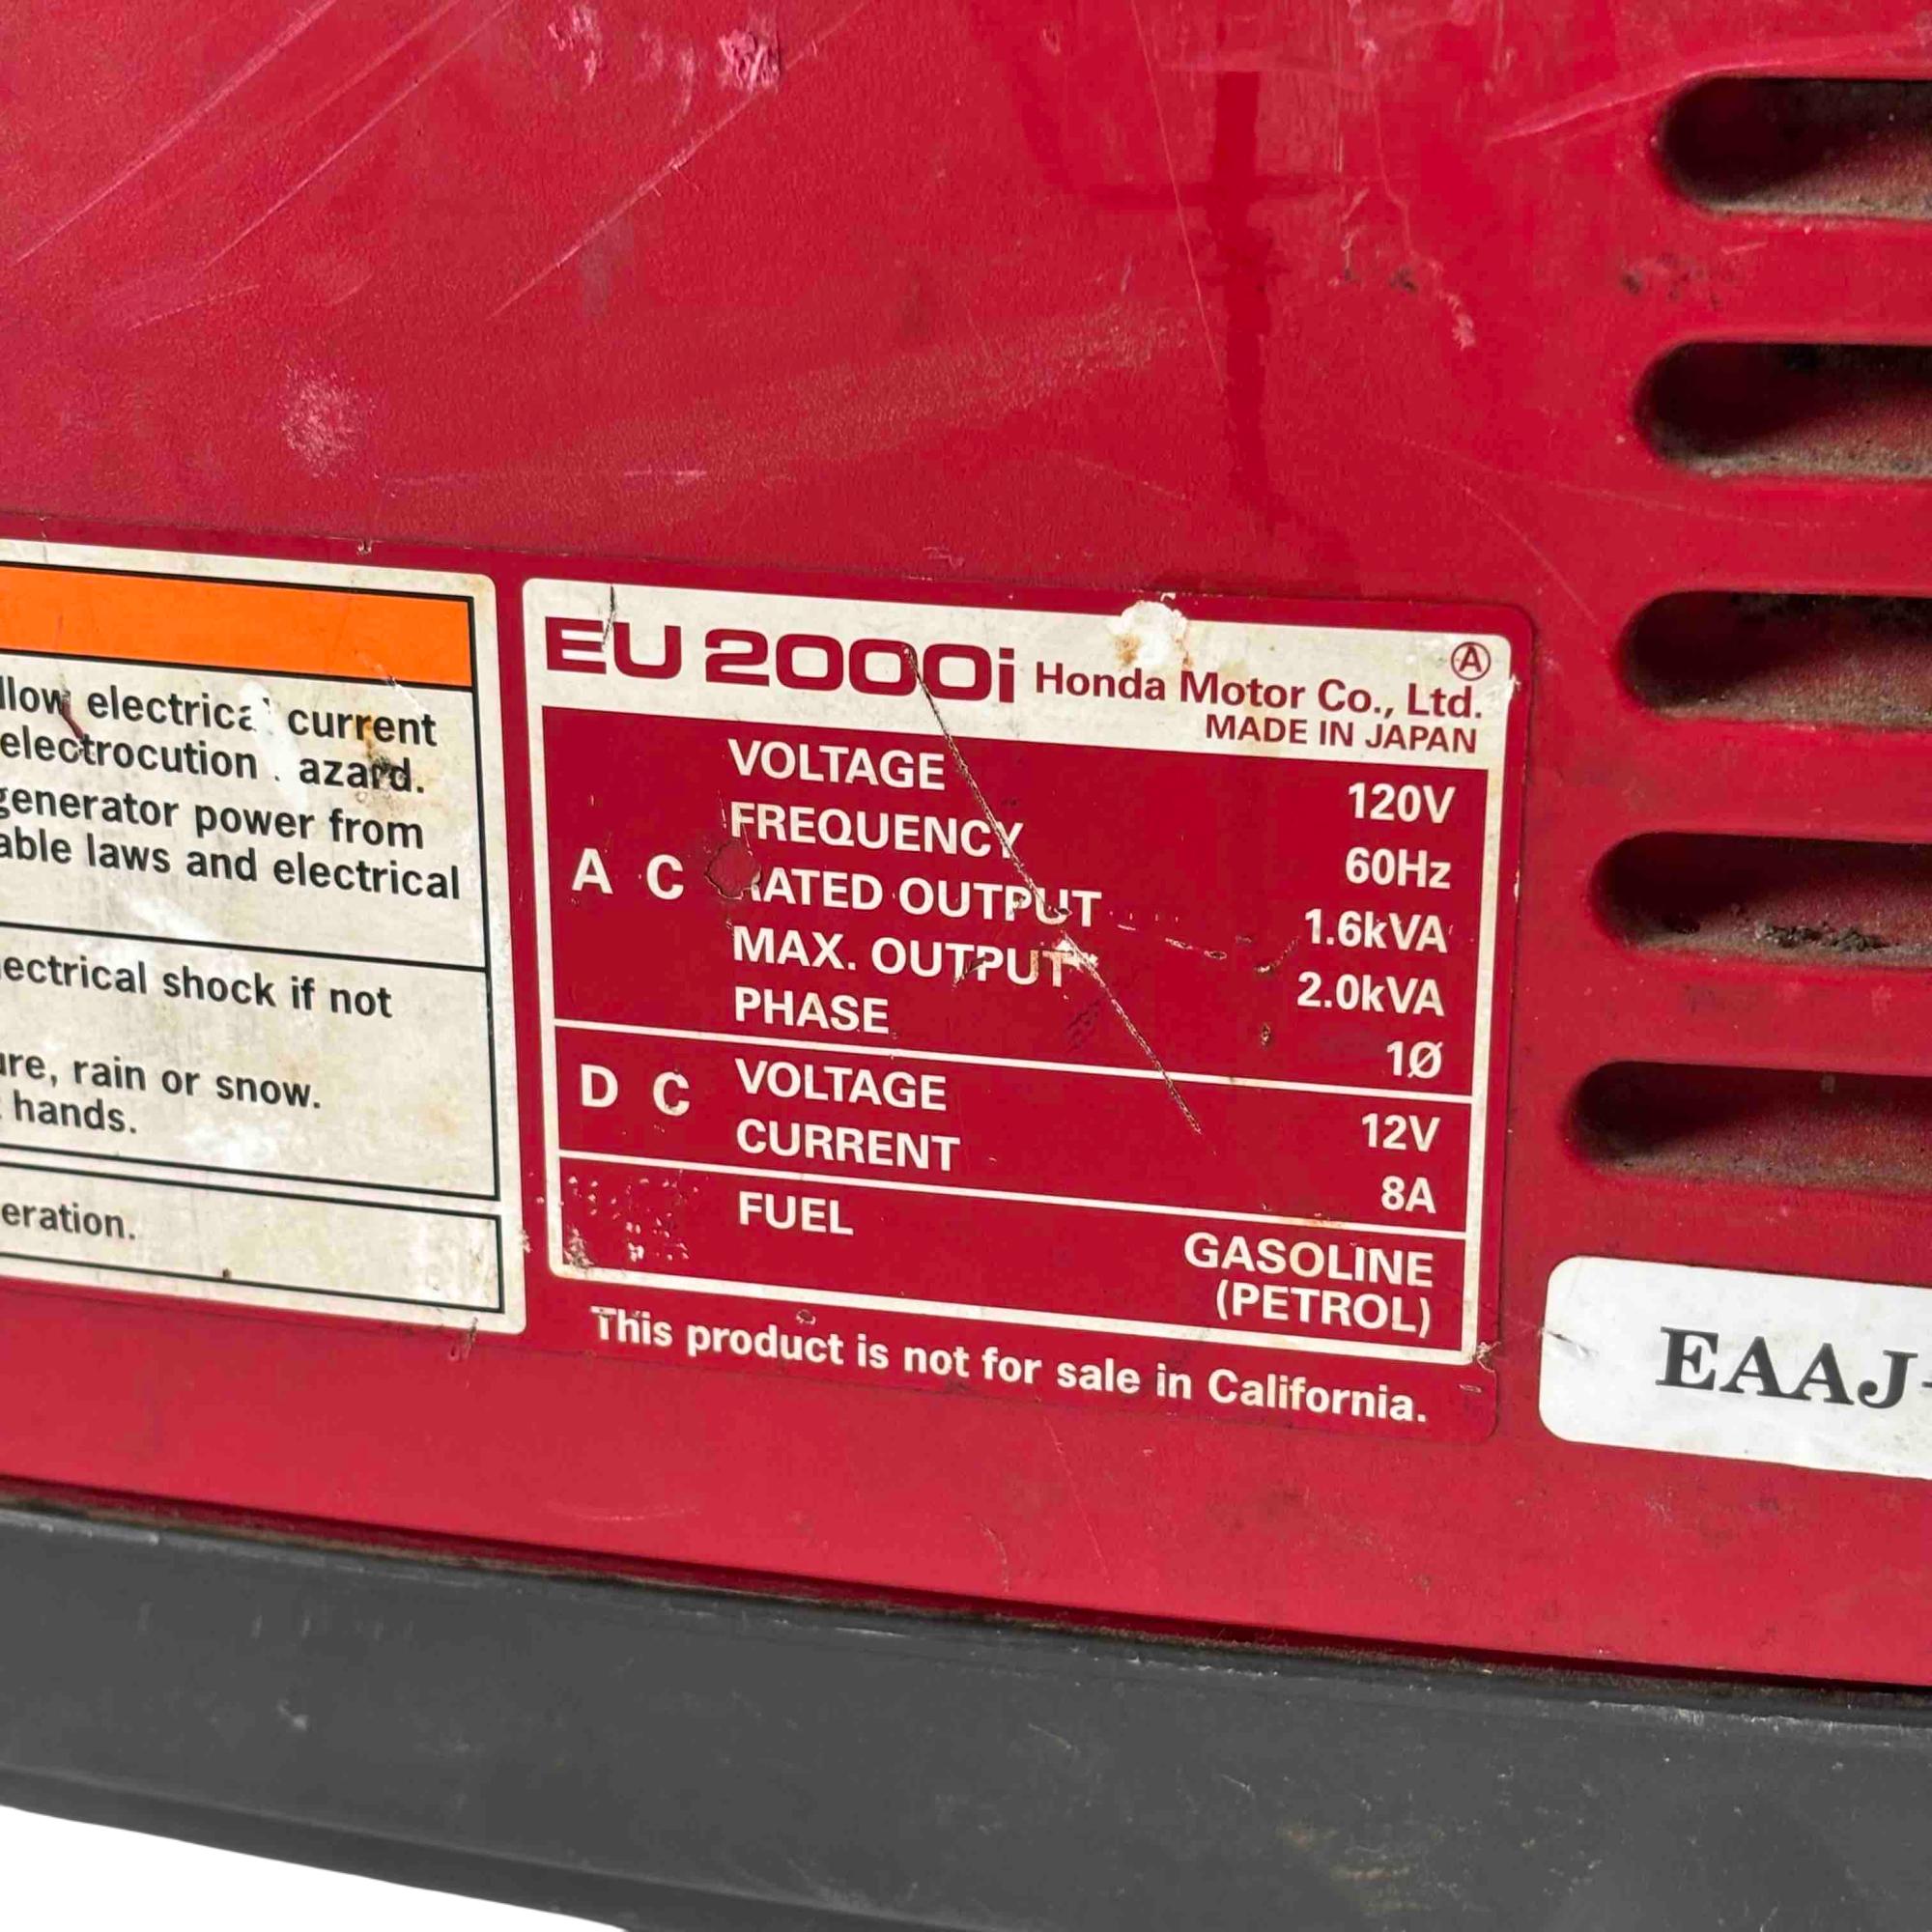 llow electrical current
electrocution azard.
generator power from
able laws and electrical
lectrical shock if not
ure, rain or snow.
hands.
eration.
EU 2000i Honda Motor Co., Ltd. Ⓐ
MADE IN JAPAN
A C
VOLTAGE 120V
FREQUENCY 60Hz
RATED OUTPUT 1.6kVA
MAX. OUTPUT 2.0kVA
PHASE 1Ø
D C
VOLTAGE 12V
CURRENT 8A
FUEL GASOLINE
(PETROL)
This product is not for sale in California.
EAAJ-